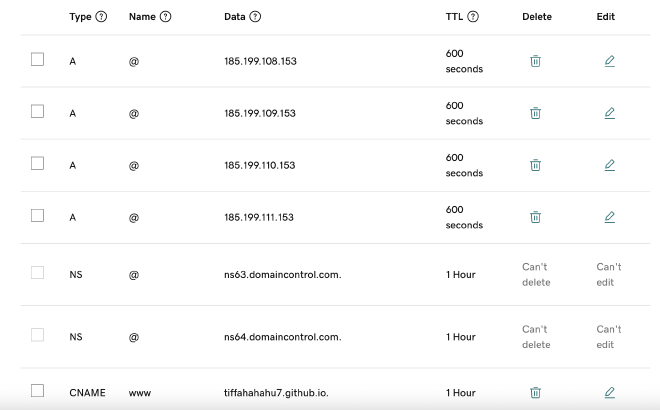 Type ? Name ? Data ? TTL ? Delete Edit
A @ 185.199.108.153 600 seconds
A @ 185.199.109.153 600 seconds
A @ 185.199.110.153 600 seconds
A @ 185.199.111.153 600 seconds
NS @ ns63.domaincontrol.com. 1 Hour Can't delete Can't edit
NS @ ns64.domaincontrol.com. 1 Hour Can't delete Can't edit
CNAME www tiffahahahu7.github.io. 1 Hour